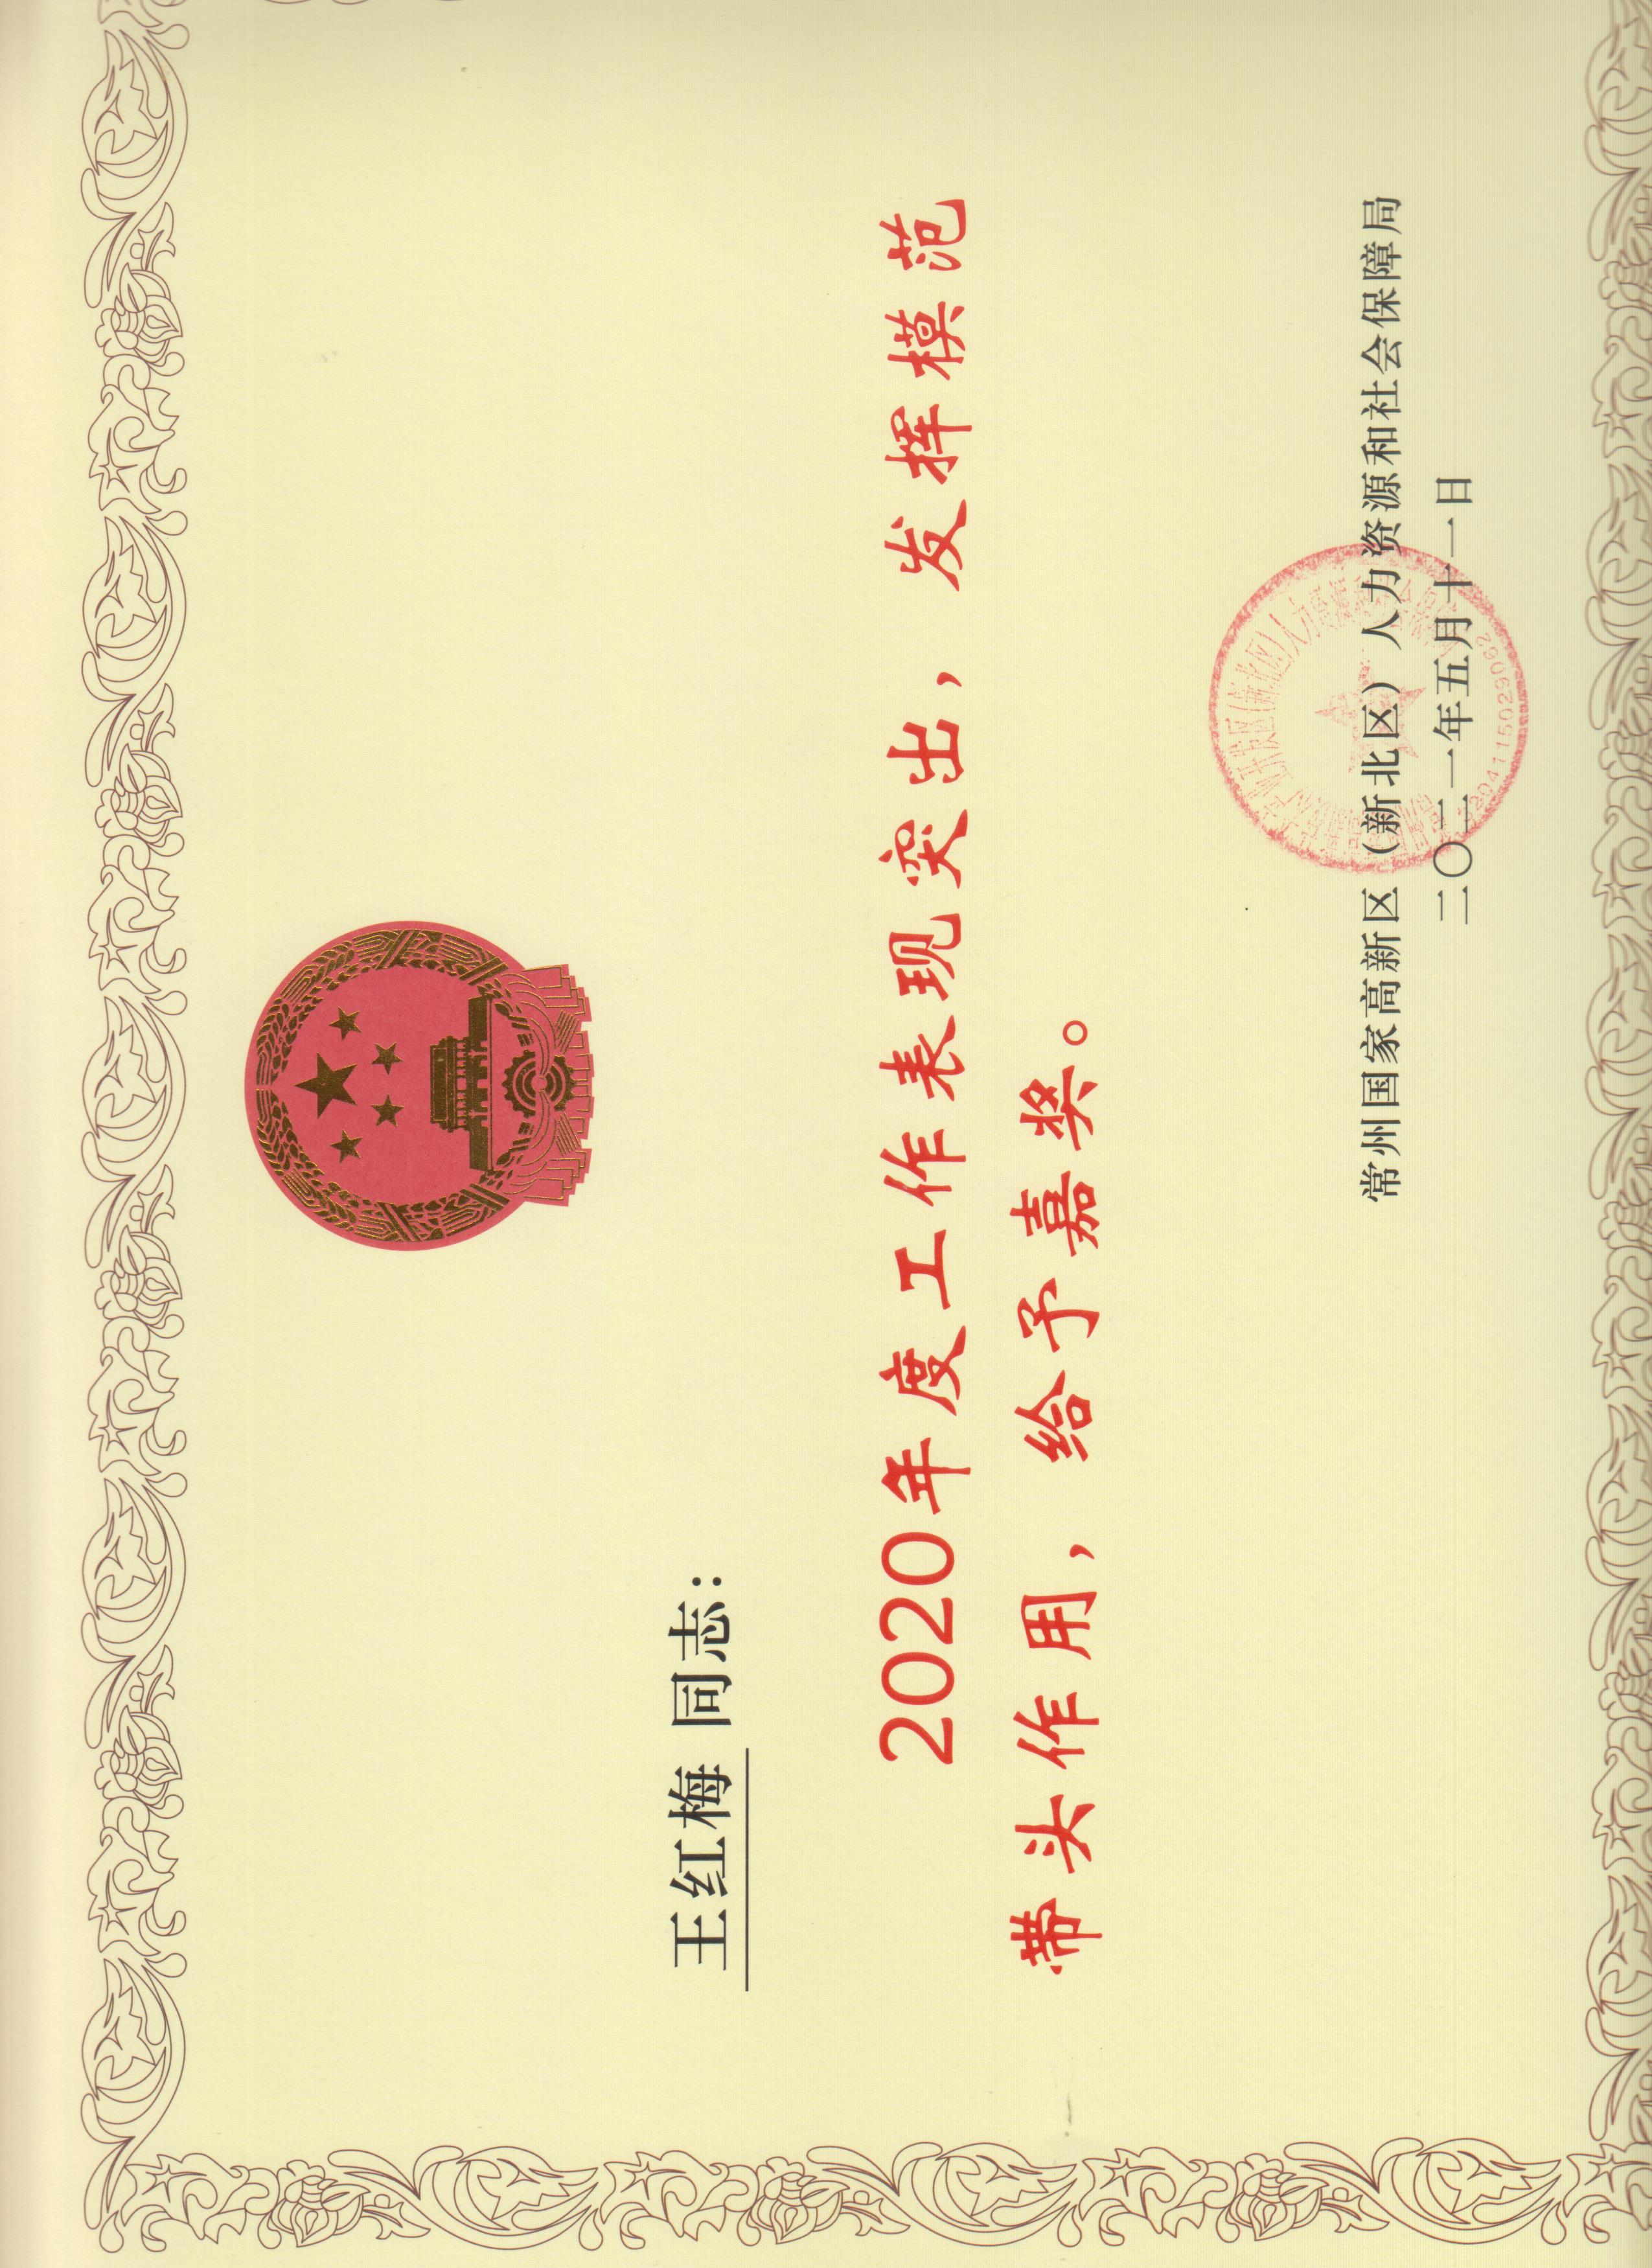 王红梅 同志：
2020年度工作表现突出，发挥模范
带头作用，给予嘉奖。
常州国家高新区（新北区）人力资源和社会保障局
二〇二一年五月十一日